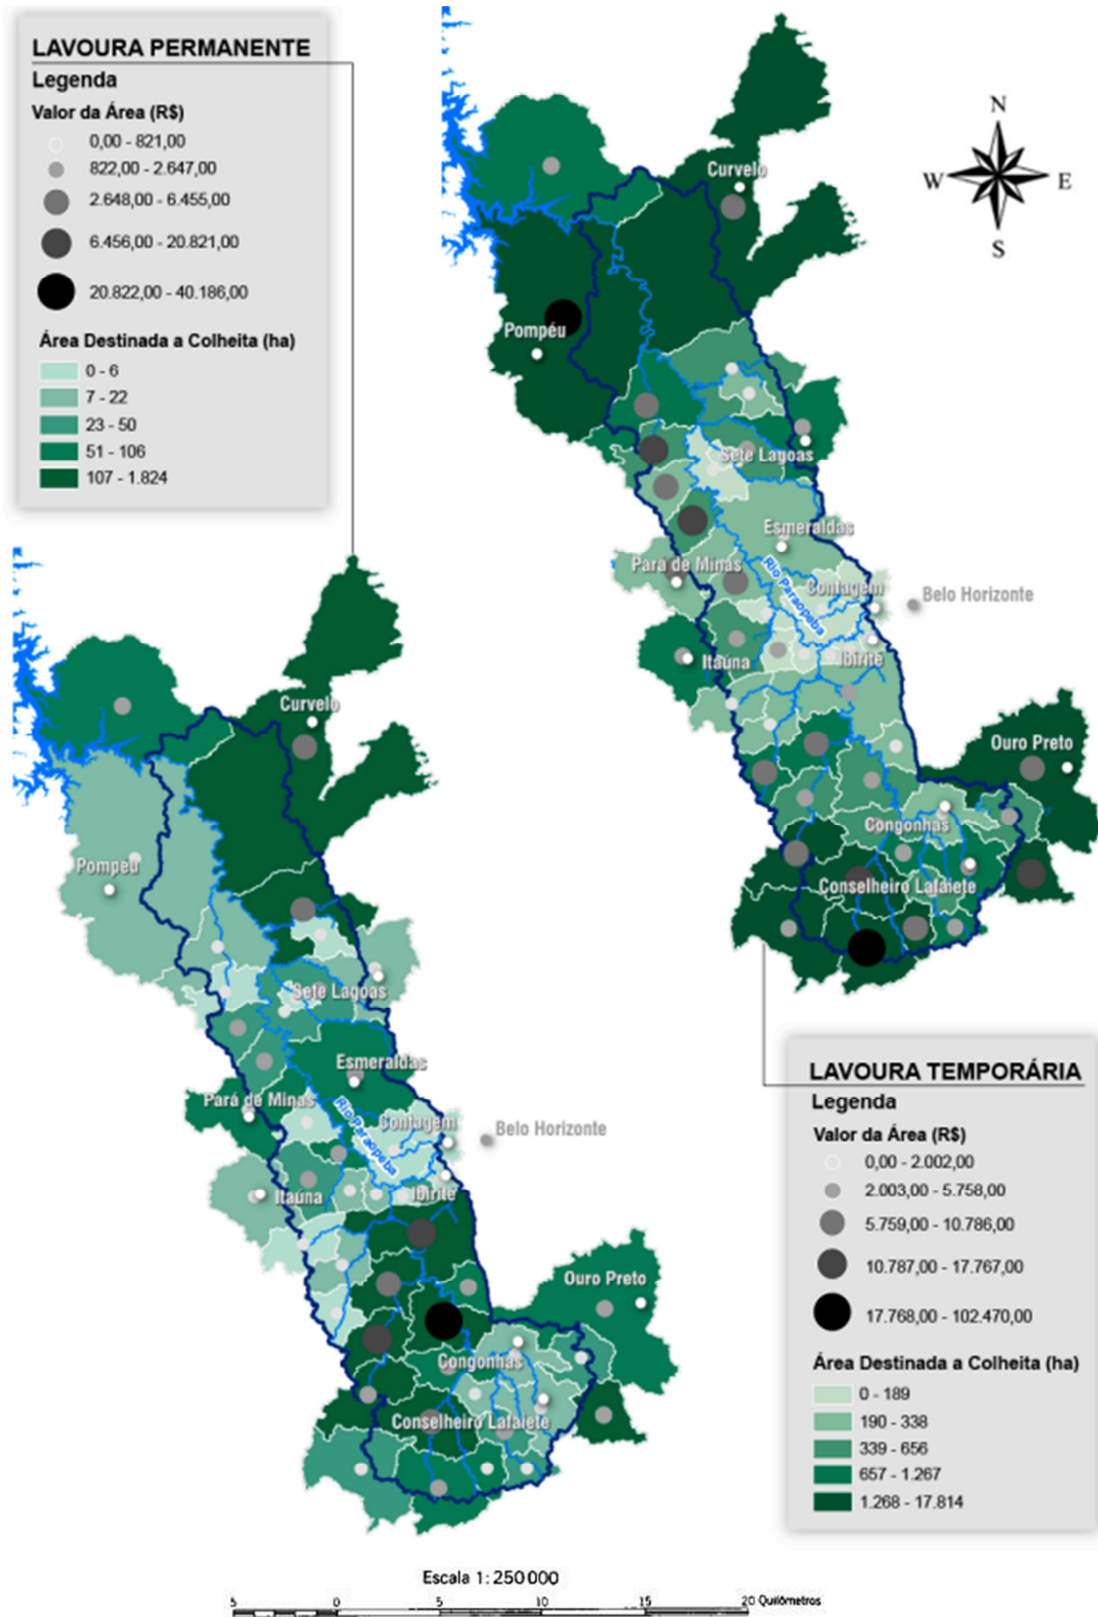 LAVOURA PERMANENTE
Legenda
Valor da Área (R$)
0,00 - 821,00
822,00 - 2.647,00
2.648,00 - 6.455,00
6.456,00 - 20.821,00
20.822,00 - 40.186,00
Área Destinada a Colheita (ha)
0 - 6
7 - 22
23 - 50
51 - 106
107 - 1.824
N
W
E
S
Curvelo
Pompéu
Sete Lagoas
Esmeraldas
Pará de Minas
Rio Paraopeba
Contagem
Belo Horizonte
Itaúna
Ibirité
Ouro Preto
Congonhas
Conselheiro Lafaiete
Curvelo
Pompéu
Sete Lagoas
Esmeraldas
Pará de Minas
Rio Paraopeba
Contagem
Belo Horizonte
Itaúna
Ibirité
Ouro Preto
Congonhas
Conselheiro Lafaiete
LAVOURA TEMPORÁRIA
Legenda
Valor da Área (R$)
0,00 - 2.002,00
2.003,00 - 5.758,00
5.759,00 - 10.786,00
10.787,00 - 17.767,00
17.768,00 - 102.470,00
Área Destinada a Colheita (ha)
0 - 189
190 - 338
339 - 656
657 - 1.267
1.268 - 17.814
Escala 1: 250 000
5 0 5 10 15 20 Quilômetros